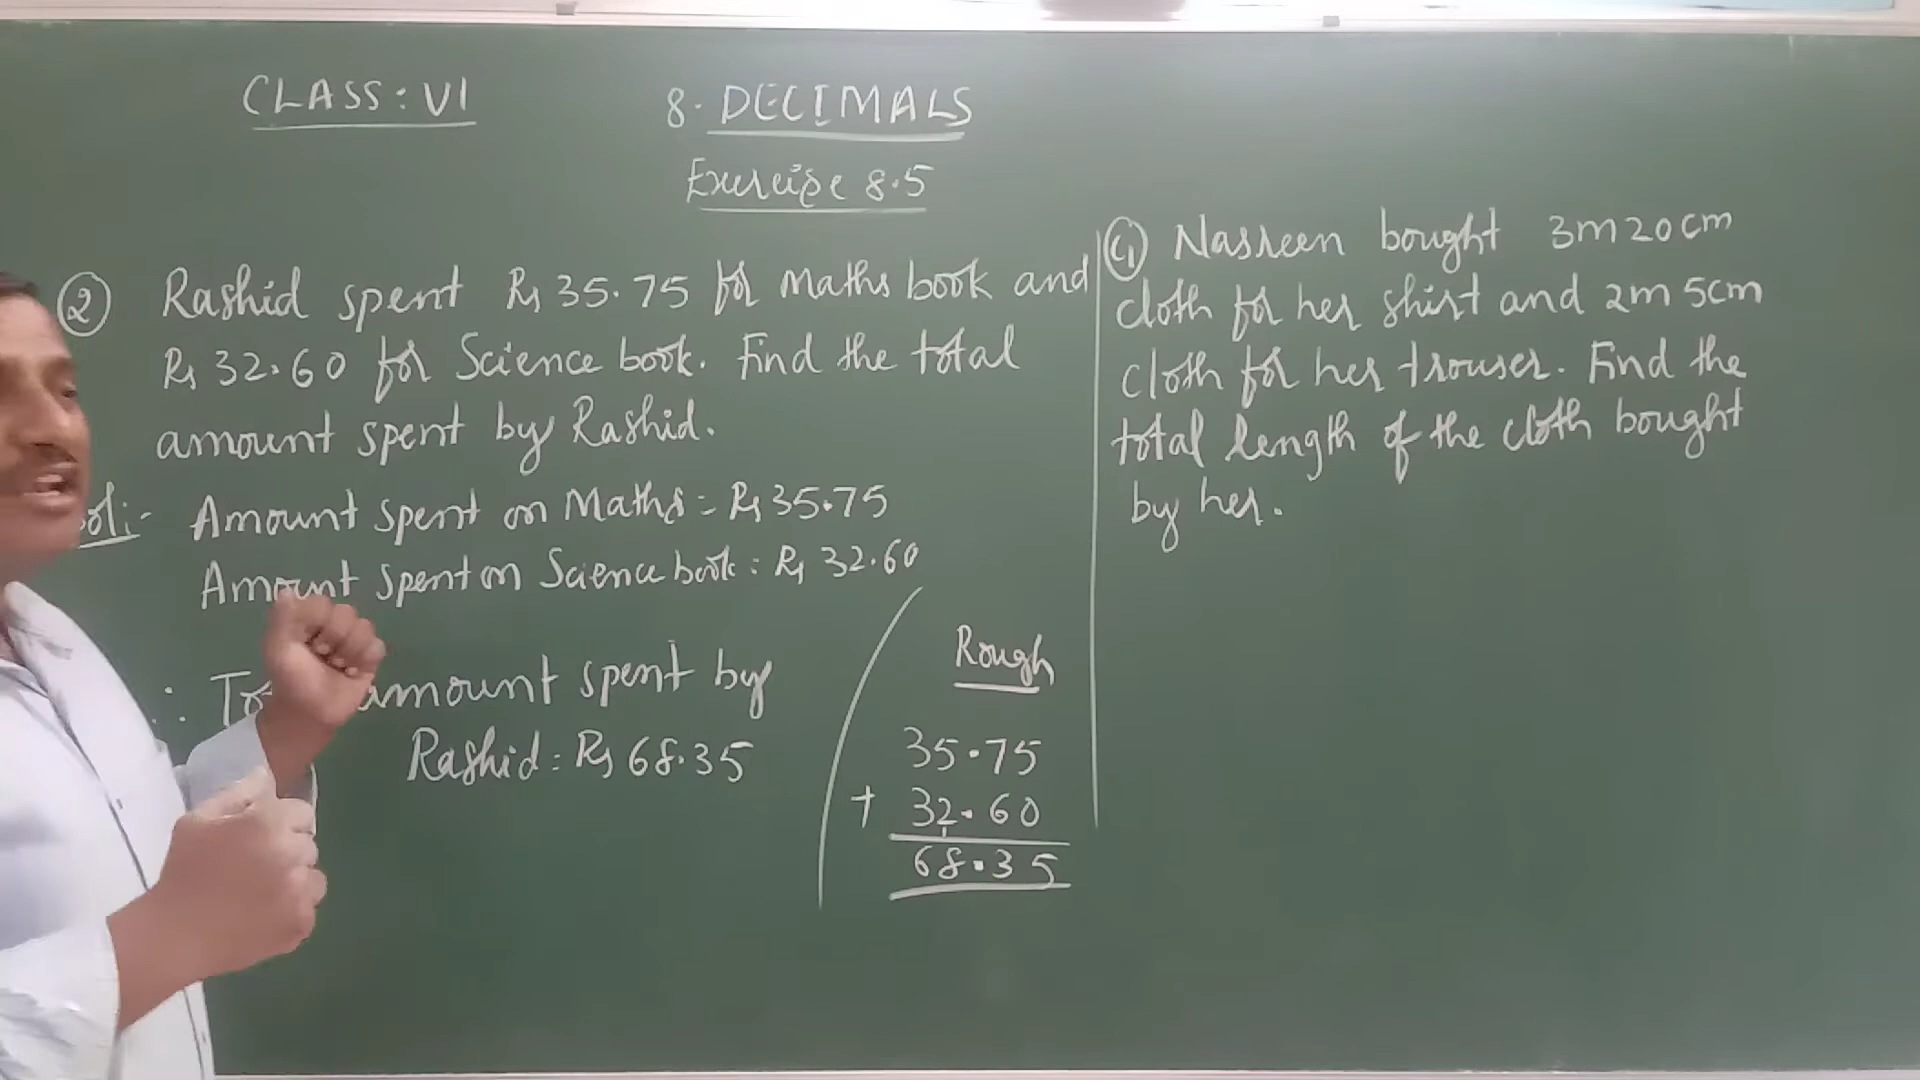 CLASS: VI
8. DECIMALS
Exercise 8.5
② Rashid spent Rs 35.75 for Maths book and
Rs 32.60 for Science book. Find the total
amount spent by Rashid.
Sol:- Amount spent on Maths = Rs 35.75
Amount spent on Science book = Rs 32.60
∴ amount spent by
Rashid = Rs 68.35
Rough
35.75
+ 32.60
68.35
④ Nasreen bought 3m 20cm
cloth for her shirt and 2m 5cm
cloth for her trouser. Find the
total length of the cloth bought
by her.